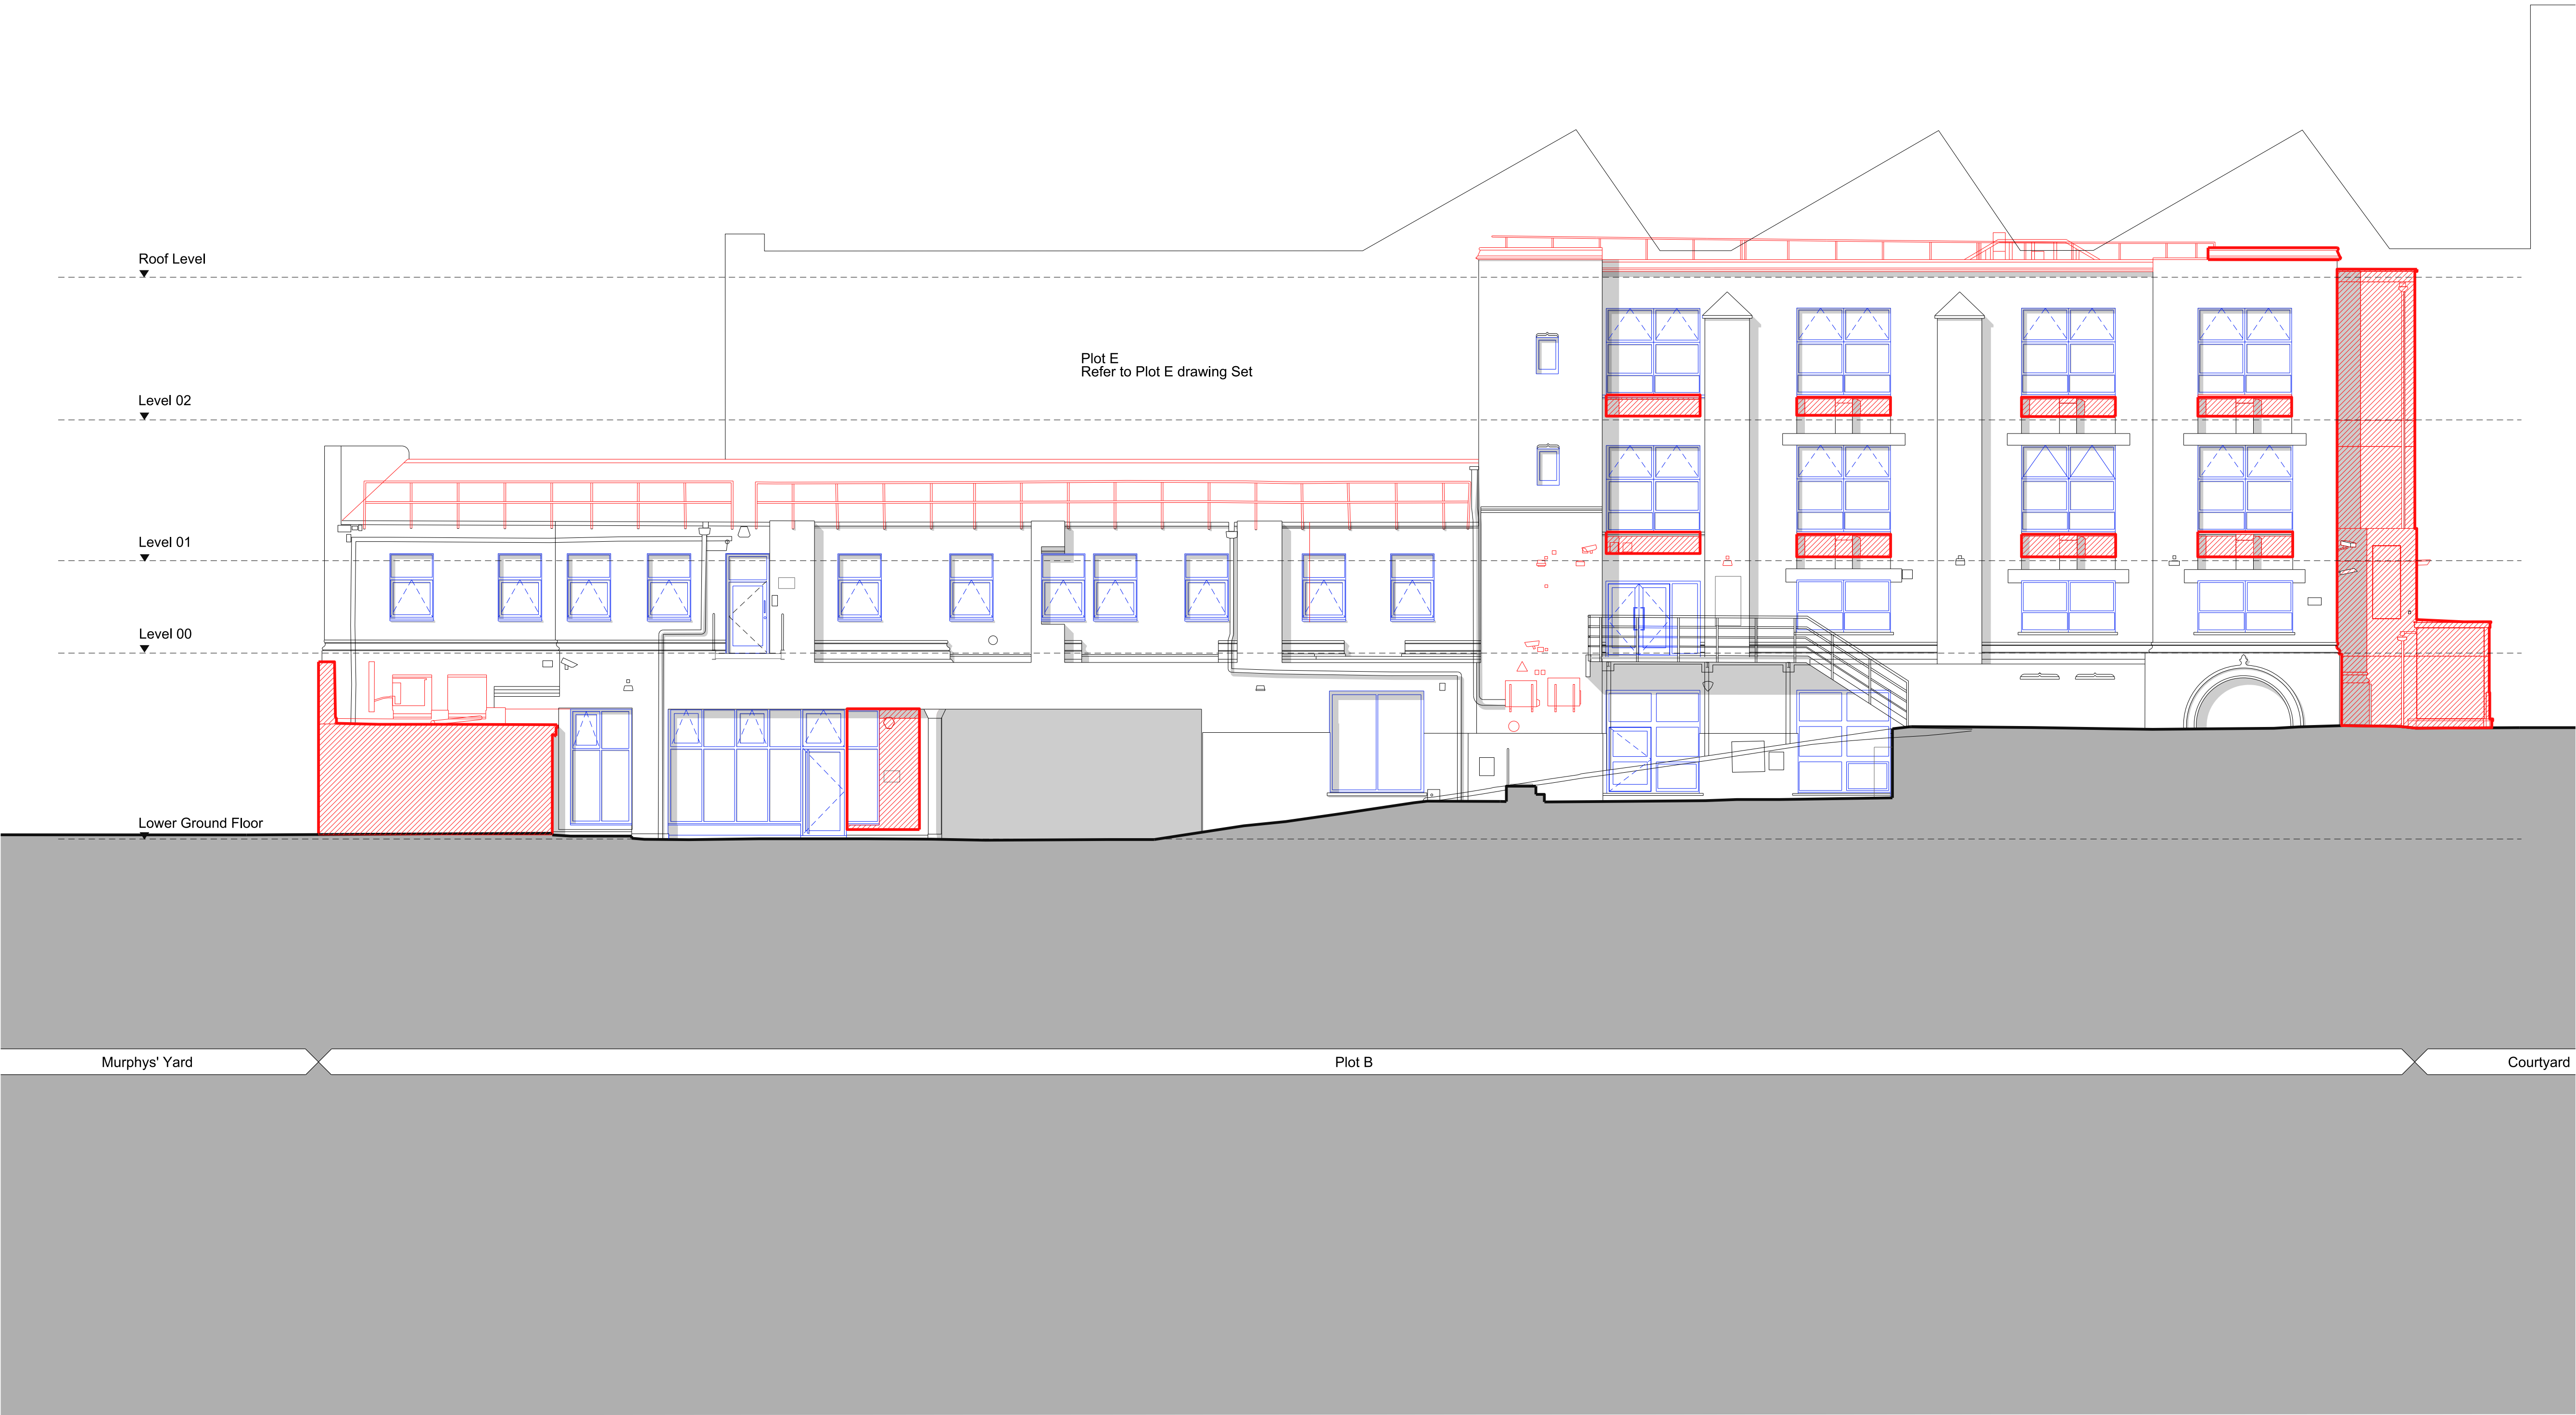 Roof Level
Plot E
Refer to Plot E drawing Set
Level 02
Level 01
Level 00
Lower Ground Floor
Murphys' Yard
Plot B
Courtyard